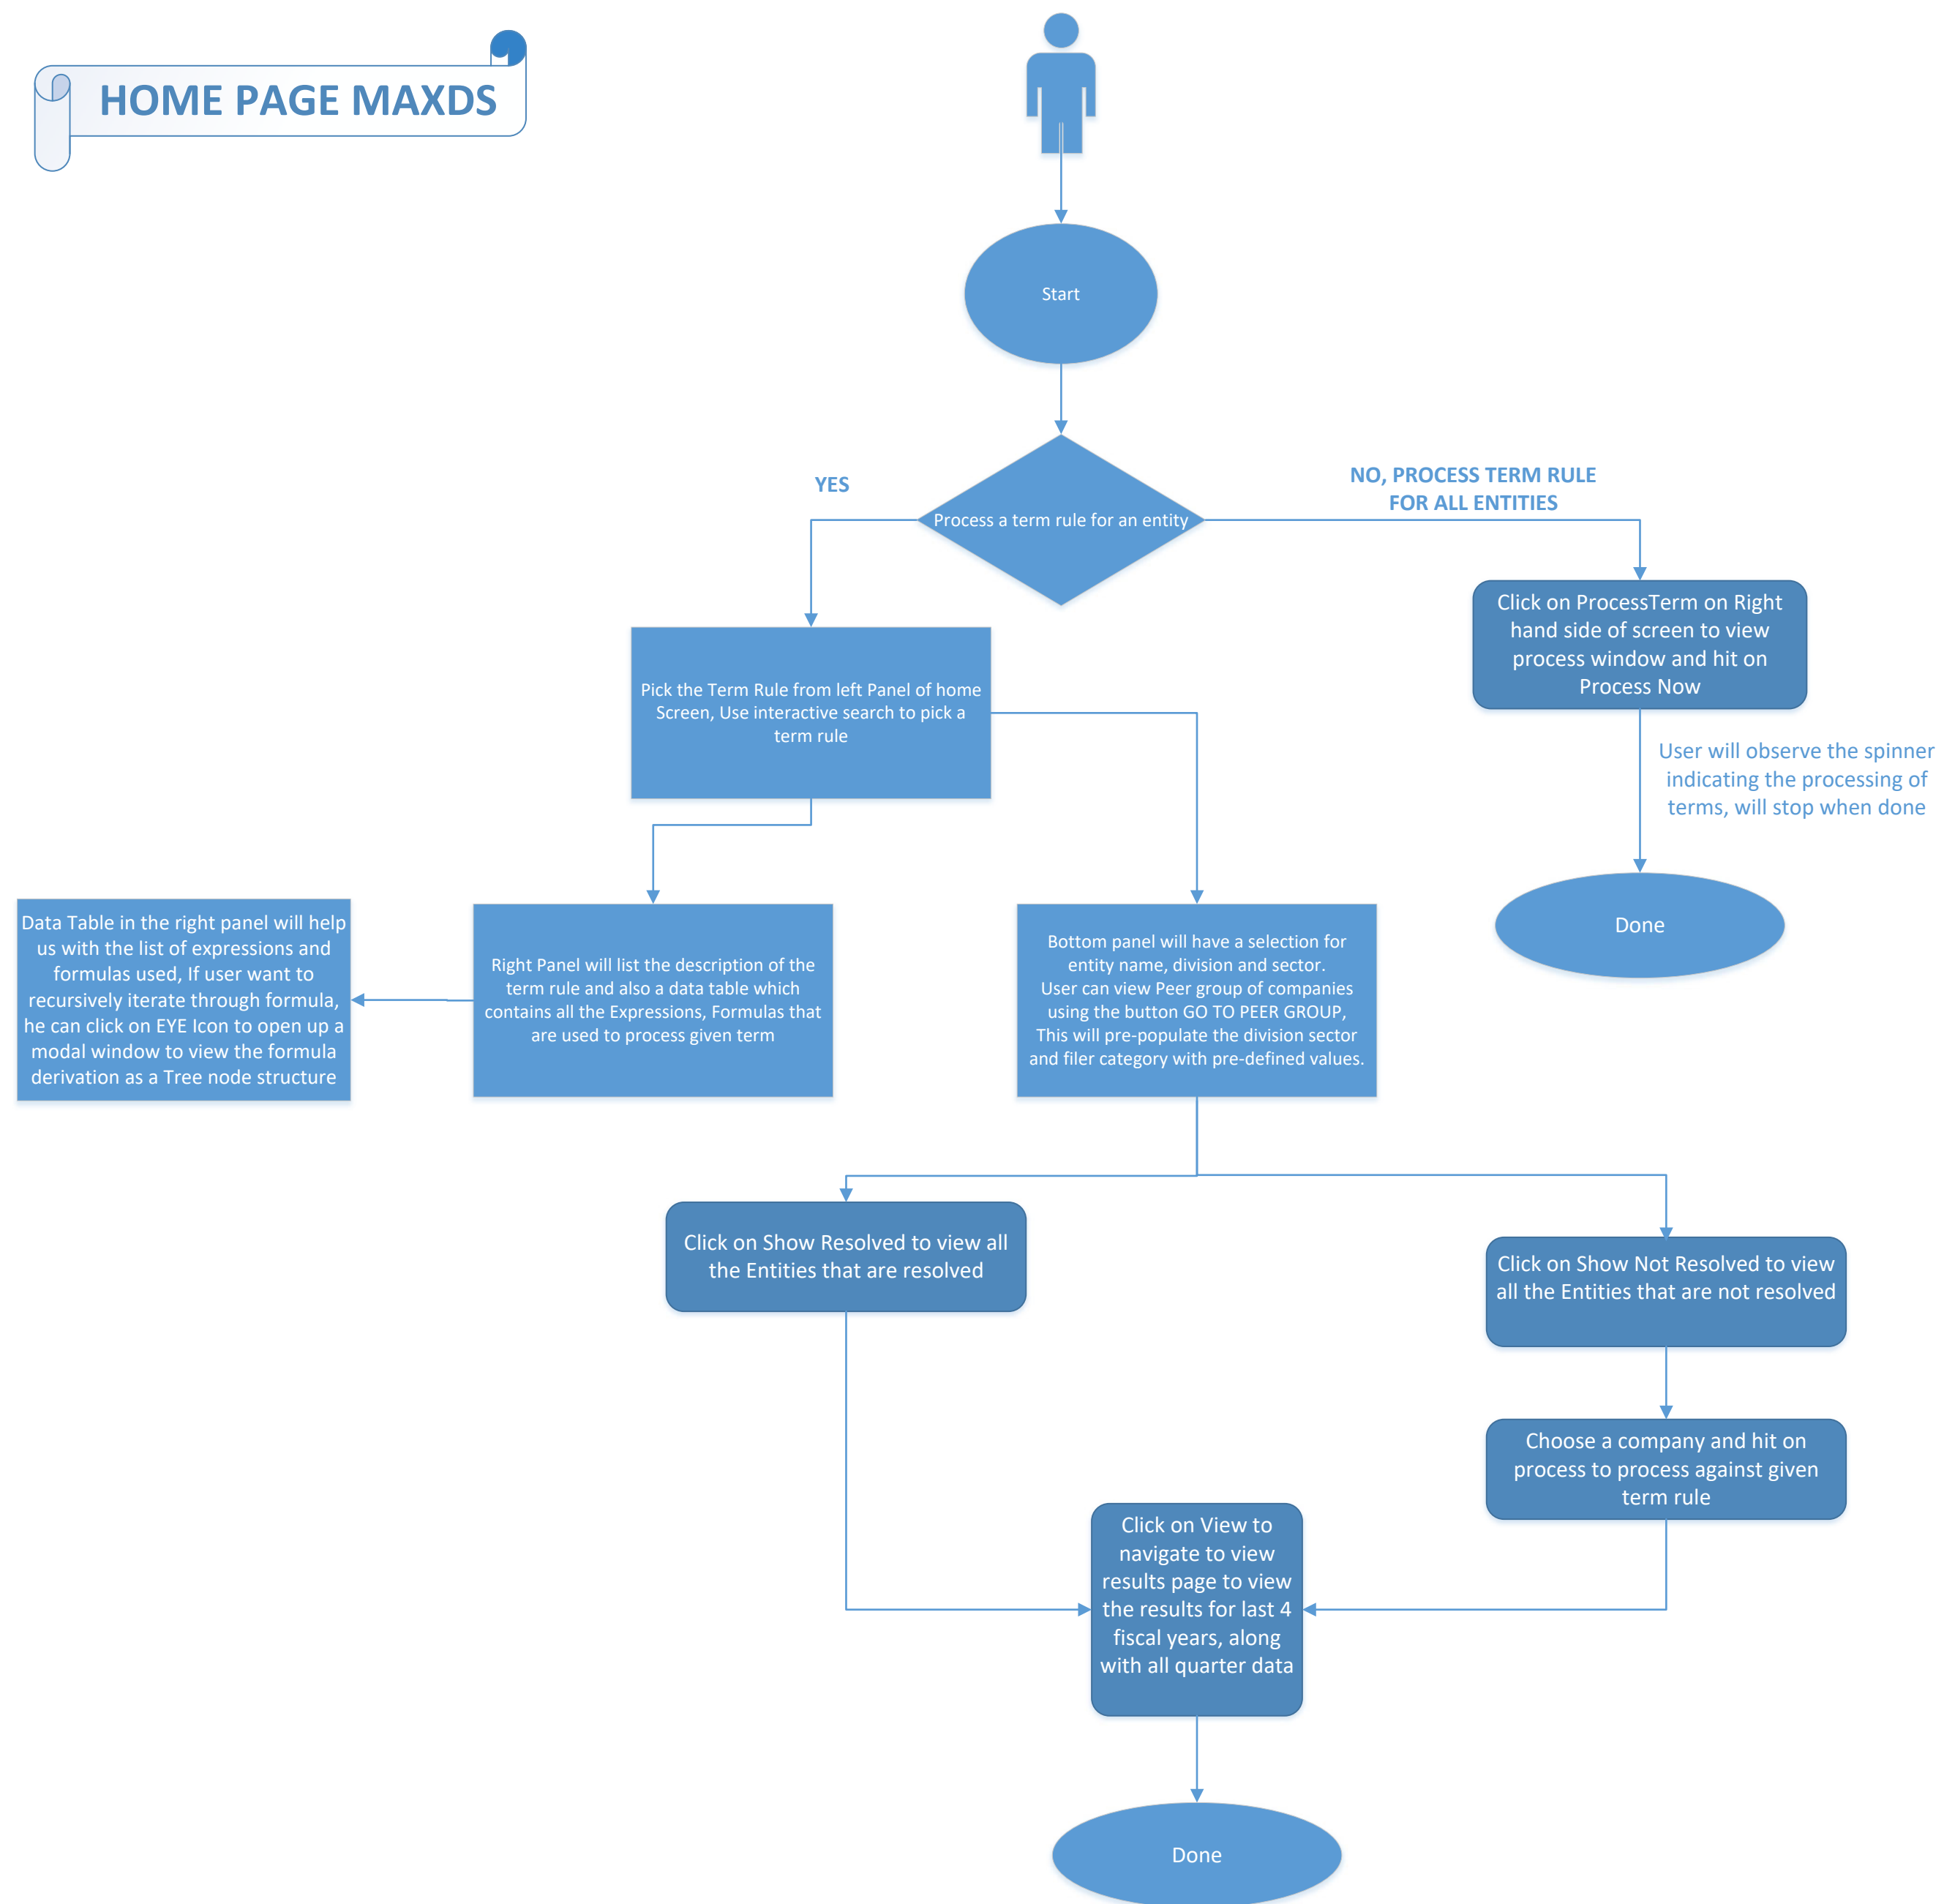 HOME PAGE MAXDS
Start
YES
NO, PROCESS TERM RULE
FOR ALL ENTITIES
Process a term rule for an entity
Click on ProcessTerm on Right
hand side of screen to view
process window and hit on
Process Now
Pick the Term Rule from left Panel of home
Screen, Use interactive search to pick a
term rule
User will observe the spinner
indicating the processing of
terms, will stop when done
Data Table in the right panel will help
us with the list of expressions and
formulas used, If user want to
recursively iterate through formula,
he can click on EYE Icon to open up a
modal window to view the formula
derivation as a Tree node structure
Right Panel will list the description of the
term rule and also a data table which
contains all the Expressions, Formulas that
are used to process given term
Bottom panel will have a selection for
entity name, division and sector.
User can view Peer group of companies
using the button GO TO PEER GROUP,
This will pre-populate the division sector
and filer category with pre-defined values.
Done
Click on Show Resolved to view all
the Entities that are resolved
Click on Show Not Resolved to view
all the Entities that are not resolved
Choose a company and hit on
process to process against given
term rule
Click on View to
navigate to view
results page to view
the results for last 4
fiscal years, along
with all quarter data
Done